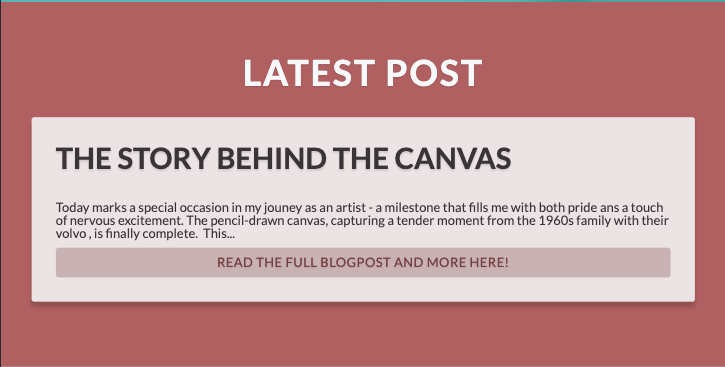 LATEST POST
THE STORY BEHIND THE CANVAS
Today marks a special occasion in my jouney as an artist - a milestone that fills me with both pride ans a touch
of nervous excitement. The pencil-drawn canvas, capturing a tender moment from the 1960s family with their
volvo , is finally complete.  This...
READ THE FULL BLOGPOST AND MORE HERE!